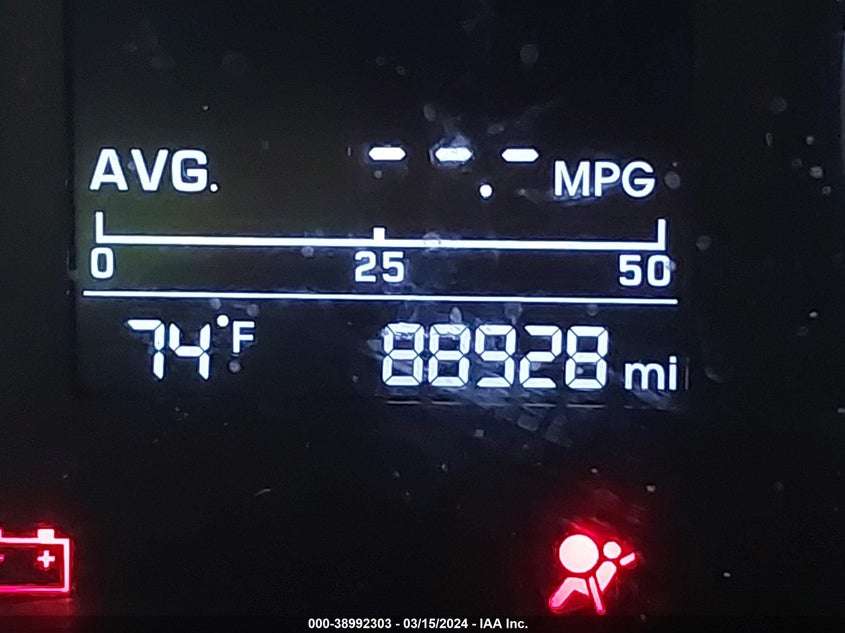 AVG. --.- MPG
0 25 50
74°F 88928 mi
- +
000-38992303 - 03/15/2024 - IAA Inc.